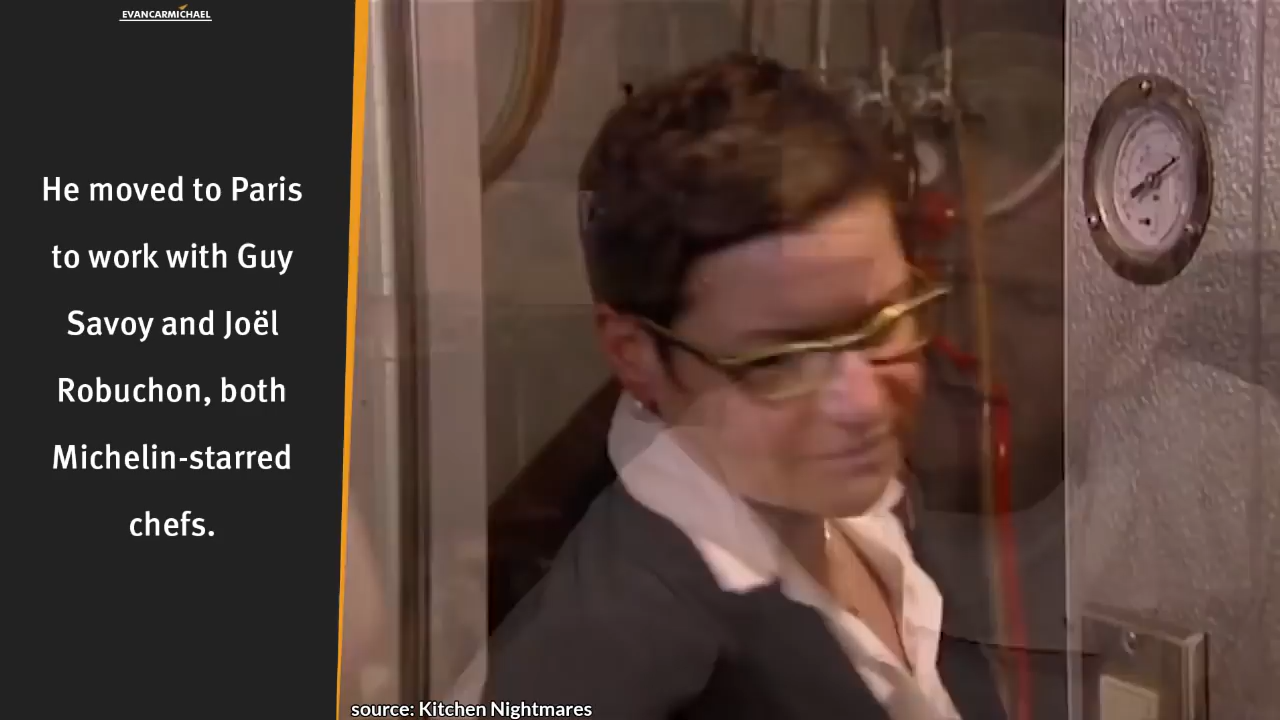 EVANCARMICHAEL
He moved to Paris
to work with Guy
Savoy and Joël
Robuchon, both
Michelin-starred
chefs.
source: Kitchen Nightmares